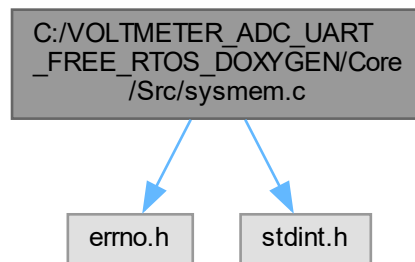 C:/VOLTMETER_ADC_UART
_FREE_RTOS_DOXYGEN/Core
/Src/sysmem.c
errno.h
stdint.h